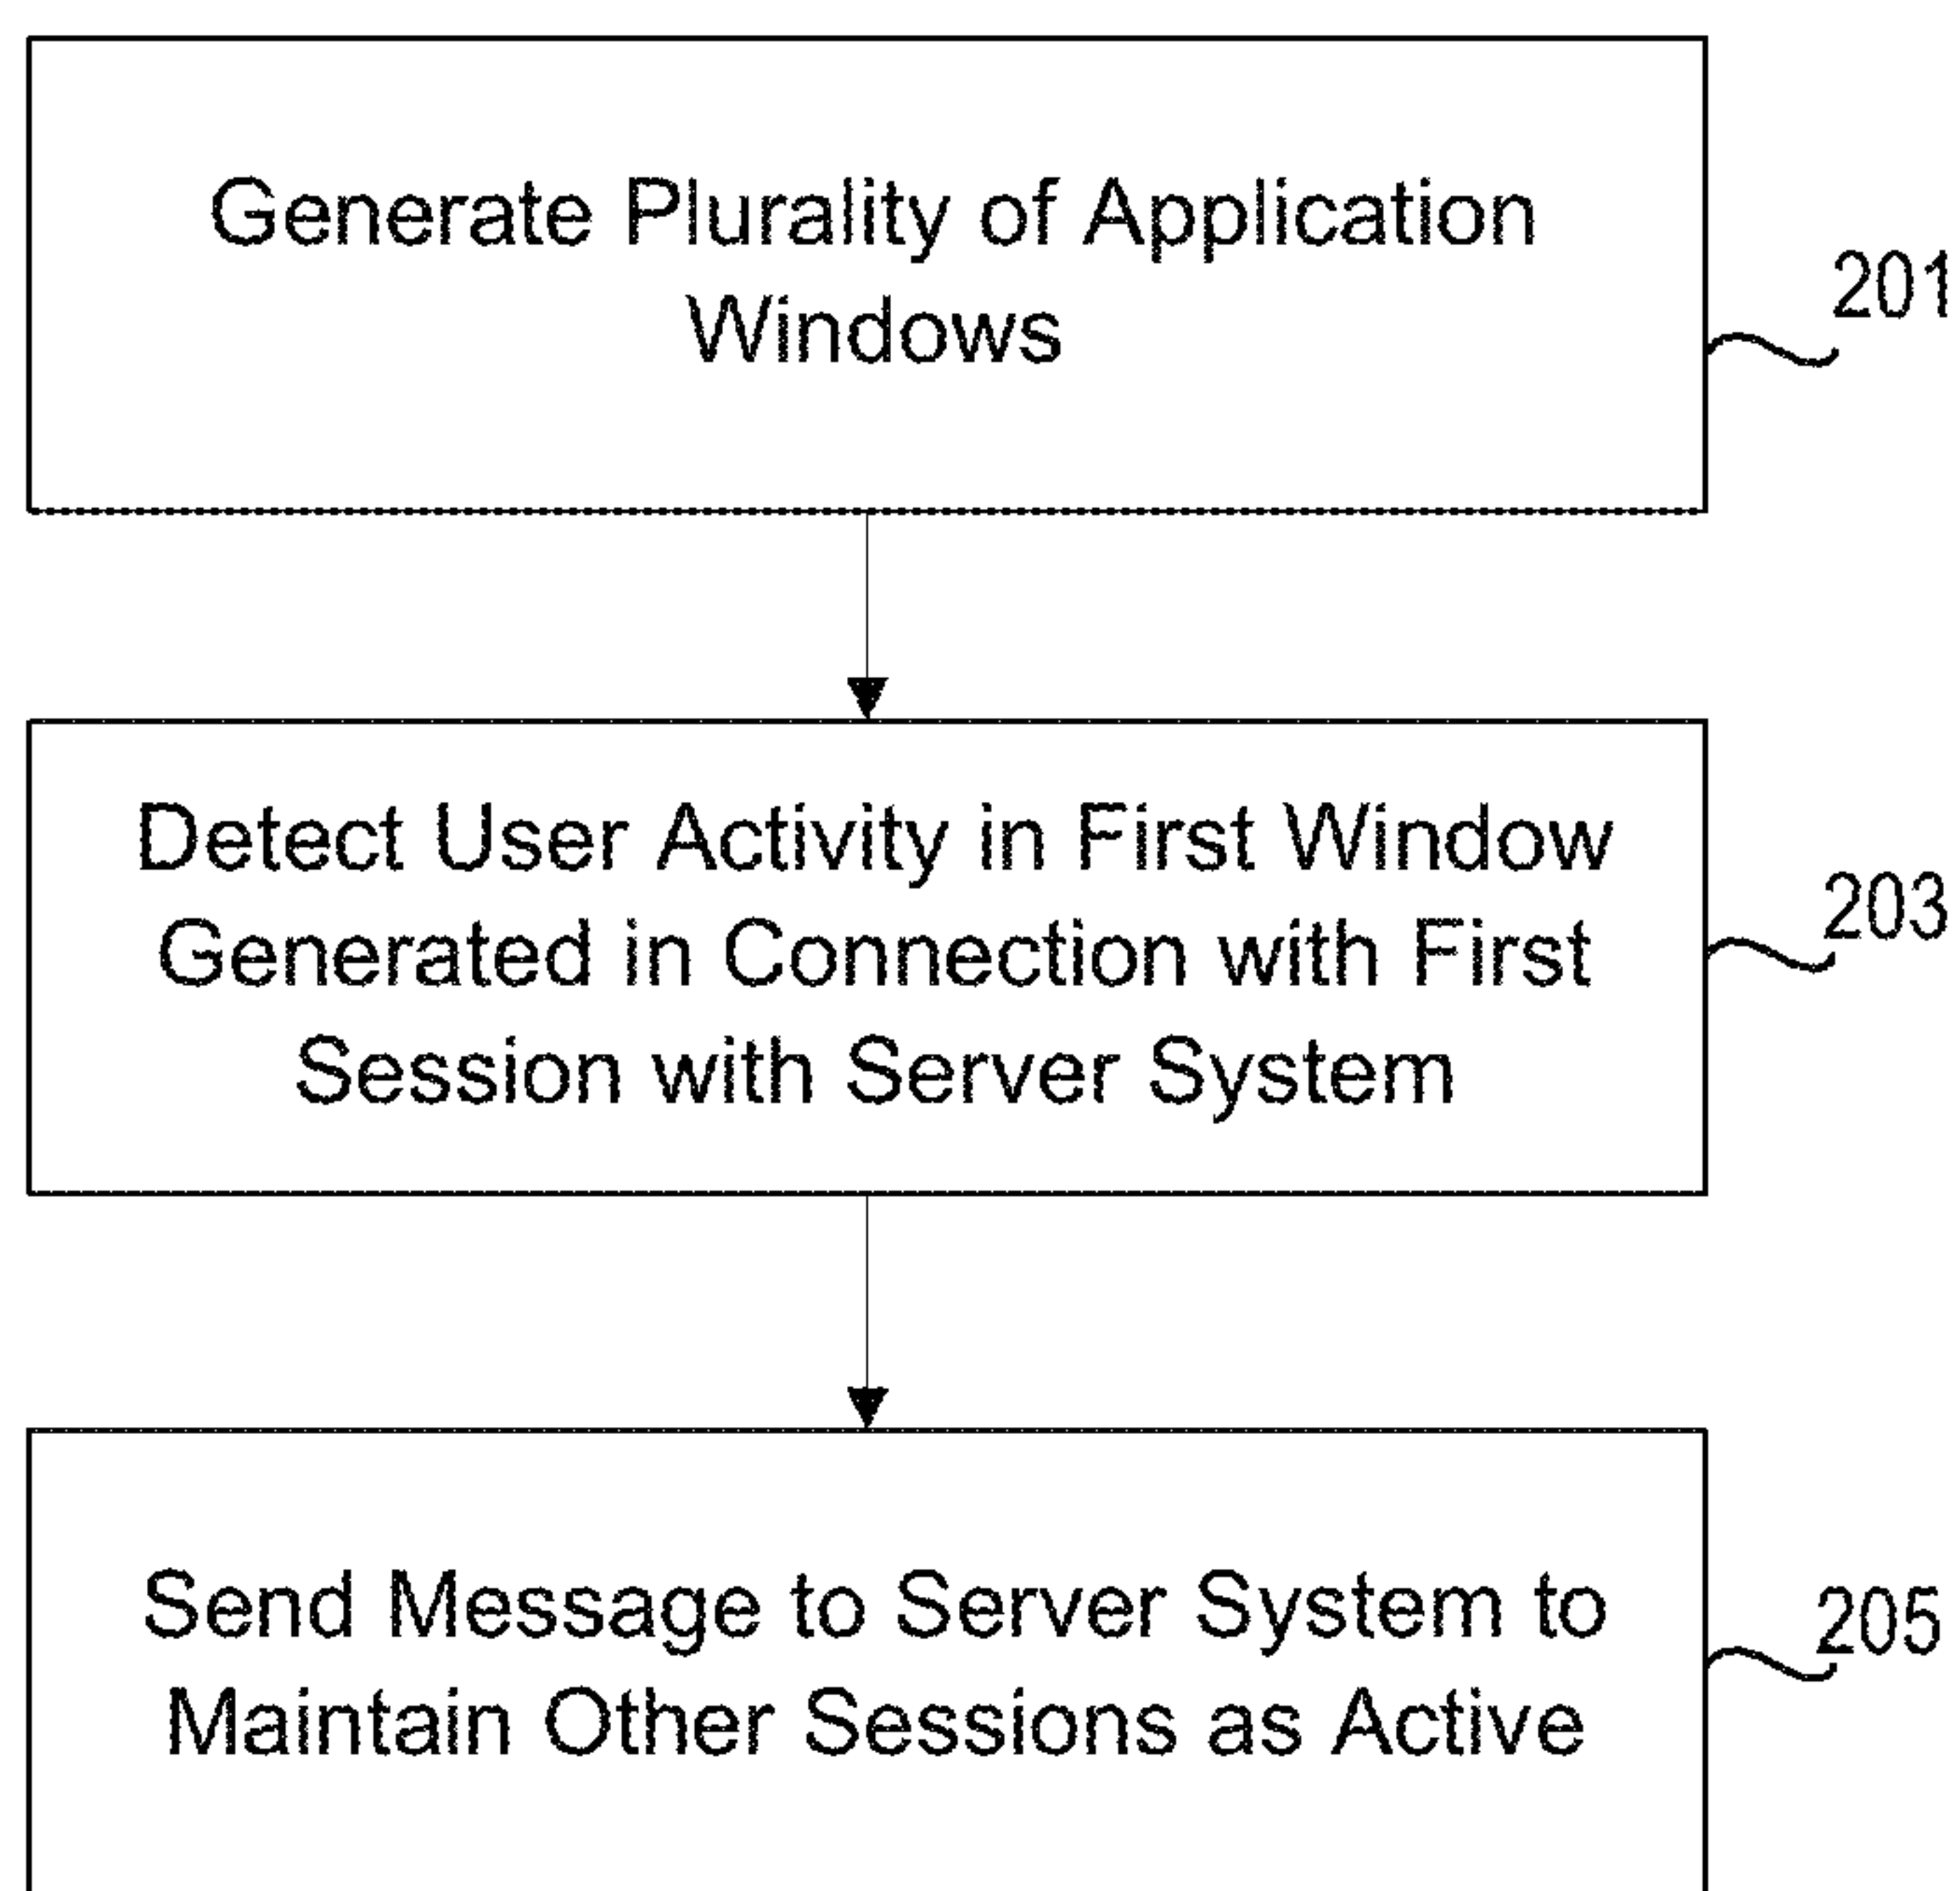 Generate Plurality of Application
Windows
201
Detect User Activity in First Window
Generated in Connection with First
Session with Server System
203
Send Message to Server System to
Maintain Other Sessions as Active
205